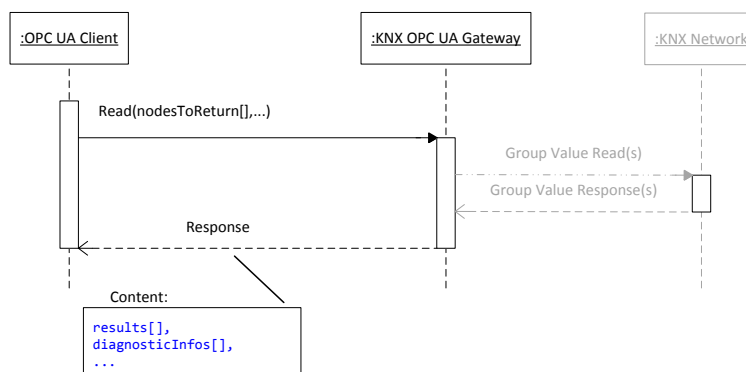 :OPC UA Client
:KNX OPC UA Gateway
:KNX Network
Read(nodesToReturn[],...)
Group Value Read(s)
Group Value Response(s)
Response
Content:
results[],
diagnosticInfos[],
...